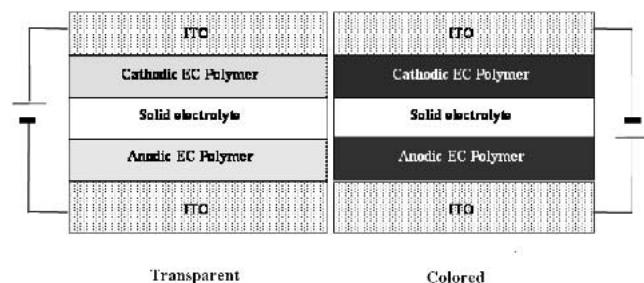 ITO
ITO
Cathodic EC Polymer
Cathodic EC Polymer
Solid electrolyte
Solid electrolyte
Anodic EC Polymer
Anodic EC Polymer
ITO
ITO
Transparent
Colored